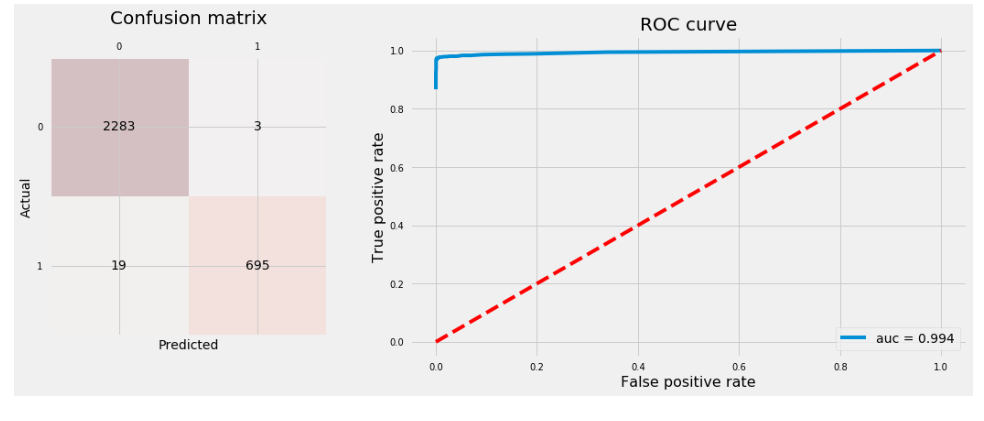 Confusion matrix
0 1
0 2283 3
Actual
1 19 695
Predicted
ROC curve
1.0
0.8
0.6
0.4
0.2
0.0
True positive rate
auc = 0.994
0.0 0.2 0.4 0.6 0.8 1.0
False positive rate